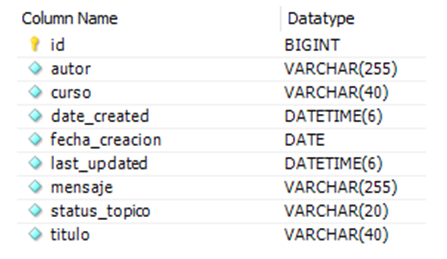 Column Name Datatype
id BIGINT
autor VARCHAR(255)
curso VARCHAR(40)
date_created DATETIME(6)
fecha_creacion DATE
last_updated DATETIME(6)
mensaje VARCHAR(255)
status_topico VARCHAR(20)
titulo VARCHAR(40)